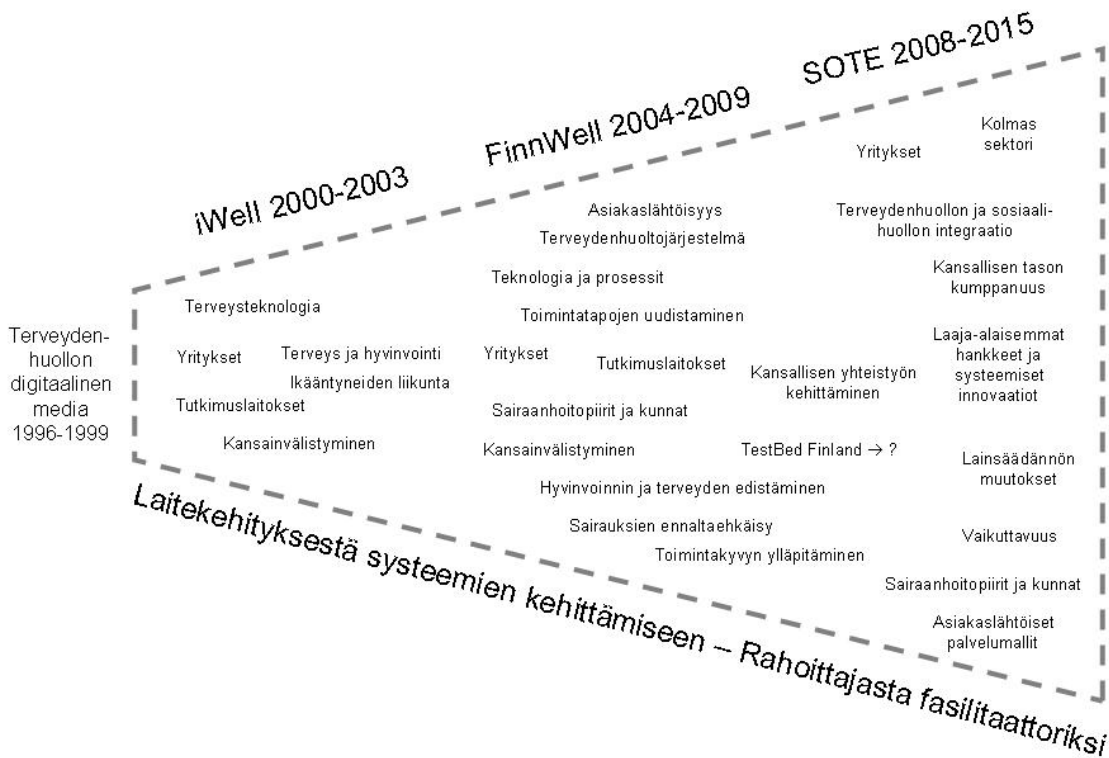 SOTE 2008-2015
FinnWell 2004-2009
iWell 2000-2003
Terveyden-
huollon
digitaalinen
media
1996-1999
Terveysteknologia
Yritykset
Terveys ja hyvinvointi
Ikääntyneiden liikunta
Tutkimuslaitokset
Kansainvälistyminen
Asiakaslähtöisyys
Terveydenhuoltojärjestelmä
Teknologia ja prosessit
Toimintatapojen uudistaminen
Yritykset
Tutkimuslaitokset
Sairaanhoitopiirit ja kunnat
Kansainvälistyminen
Hyvinvoinnin ja terveyden edistäminen
Sairauksien ennaltaehkäisy
Toimintakyvyn ylläpitäminen
Kansallisen yhteistyön
kehittäminen
TestBed Finland → ?
Yritykset
Kolmas
sektori
Terveydenhuollon ja sosiaali-
huollon integraatio
Kansallisen tason
kumppanuus
Laaja-alaisemmat
hankkeet ja
systeemiset
innovaatiot
Lainsäädännön
muutokset
Vaikuttavuus
Sairaanhoitopiirit ja kunnat
Asiakaslähtöiset
palvelumallit
Laitekehityksestä systeemien kehittämiseen – Rahoittajasta fasilitaattoriksi